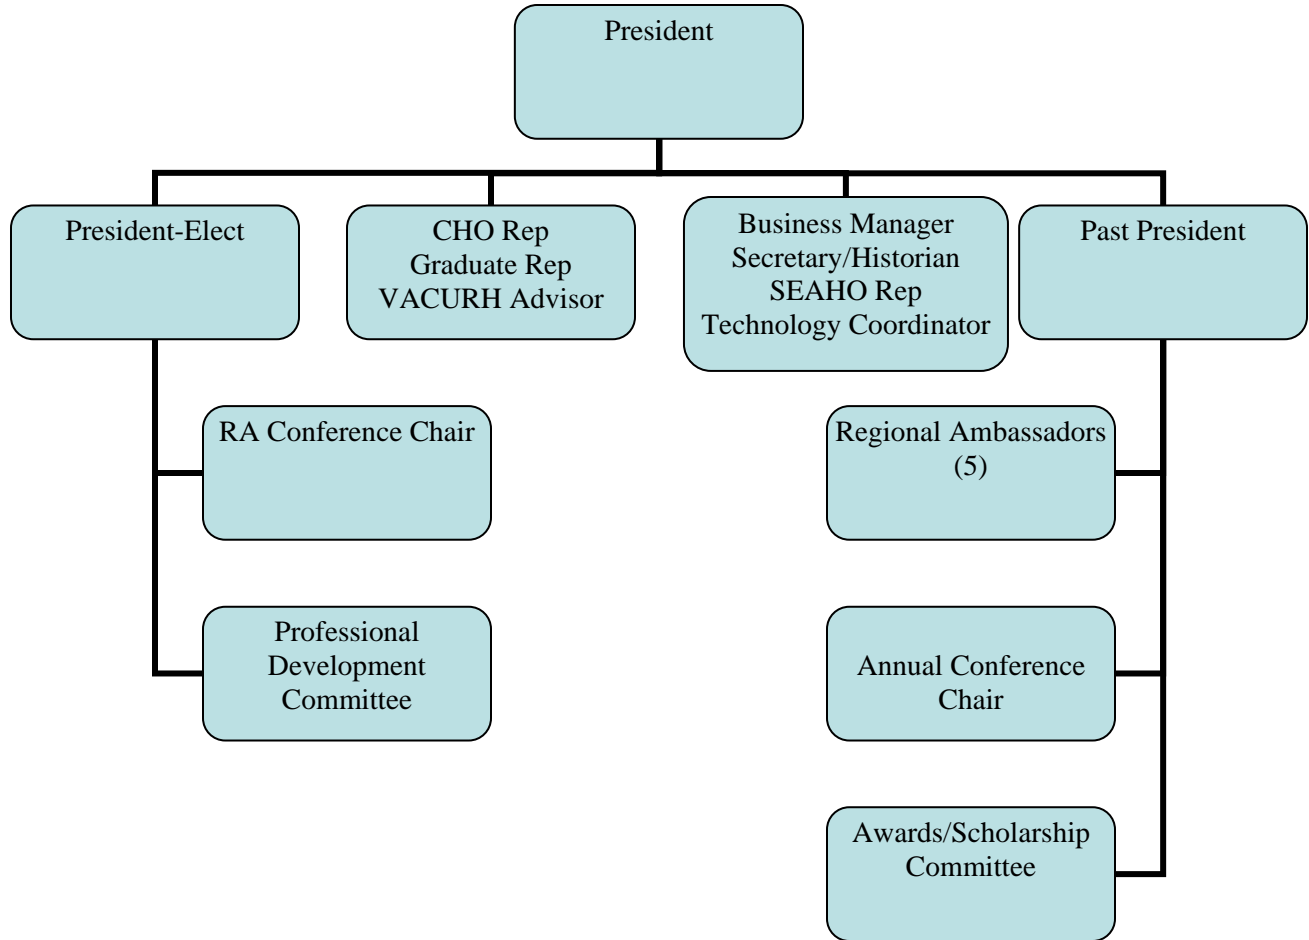 President
President-Elect
CHO Rep
Graduate Rep
VACURH Advisor
Business Manager
Secretary/Historian
SEAHO Rep
Technology Coordinator
Past President
RA Conference Chair
Regional Ambassadors
(5)
Professional
Development
Committee
Annual Conference
Chair
Awards/Scholarship
Committee